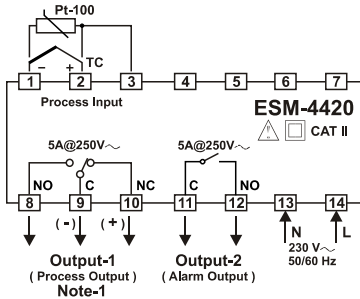 Pt-100
TC
− +
1 2 3 4 5 6 7
Process Input
ESM-4420
CAT II
5A@250V~ 5A@250V~
NO C NC C NO
8 9 10 11 12 13 14
(-) (+) N L
230 V~
50/60 Hz
Output-1 Output-2
( Process Output ) ( Alarm Output )
Note-1